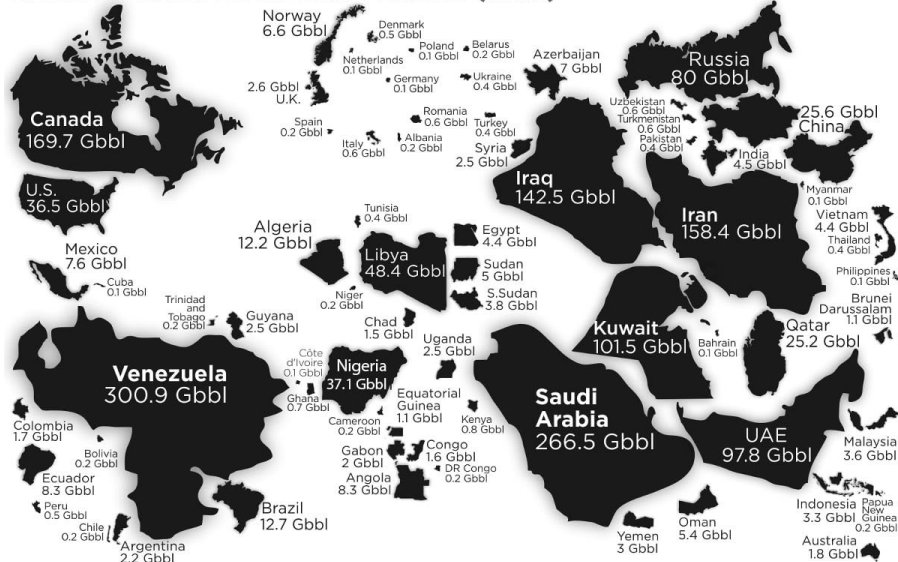 Norway
6.6 Gbbl
Denmark
0.5 Gbbl
Netherlands
0.1 Gbbl
Poland
0.1 Gbbl
Belarus
0.2 Gbbl
Germany
0.1 Gbbl
Ukraine
0.4 Gbbl
2.6 Gbbl
U.K.
Romania
0.6 Gbbl
Turkey
0.4 Gbbl
Spain
0.2 Gbbl
Italy
0.6 Gbbl
Albania
0.2 Gbbl
Azerbaijan
7 Gbbl
Russia
80 Gbbl
Uzbekistan
0.6 Gbbl
Turkmenistan
0.6 Gbbl
Pakistan
0.4 Gbbl
25.6 Gbbl
China
India
4.5 Gbbl
Canada
169.7 Gbbl
U.S.
36.5 Gbbl
Mexico
7.6 Gbbl
Cuba
0.1 Gbbl
Syria
2.5 Gbbl
Iraq
142.5 Gbbl
Iran
158.4 Gbbl
Myanmar
0.1 Gbbl
Vietnam
4.4 Gbbl
Thailand
0.4 Gbbl
Philippines
0.1 Gbbl
Brunei
Darussalam
1.1 Gbbl
Tunisia
0.4 Gbbl
Algeria
12.2 Gbbl
Libya
48.4 Gbbl
Egypt
4.4 Gbbl
Sudan
5 Gbbl
S.Sudan
3.8 Gbbl
Niger
0.2 Gbbl
Chad
1.5 Gbbl
Uganda
2.5 Gbbl
Trinidad
and
Tobago
0.2 Gbbl
Guyana
2.5 Gbbl
Kuwait
101.5 Gbbl
Bahrain
0.1 Gbbl
Qatar
25.2 Gbbl
Venezuela
300.9 Gbbl
Côte
d'Ivoire
0.1 Gbbl
Ghana
0.7 Gbbl
Nigeria
37.1 Gbbl
Cameroon
0.2 Gbbl
Equatorial
Guinea
1.1 Gbbl
Kenya
0.8 Gbbl
Gabon
2 Gbbl
Congo
1.6 Gbbl
DR Congo
0.2 Gbbl
Angola
8.3 Gbbl
Saudi
Arabia
266.5 Gbbl
UAE
97.8 Gbbl
Malaysia
3.6 Gbbl
Colombia
1.7 Gbbl
Bolivia
0.2 Gbbl
Ecuador
8.3 Gbbl
Peru
0.5 Gbbl
Chile
0.2 Gbbl
Argentina
2.2 Gbbl
Brazil
12.7 Gbbl
Yemen
3 Gbbl
Oman
5.4 Gbbl
Indonesia
3.3 Gbbl
Papua
New
Guinea
0.2 Gbbl
Australia
1.8 Gbbl